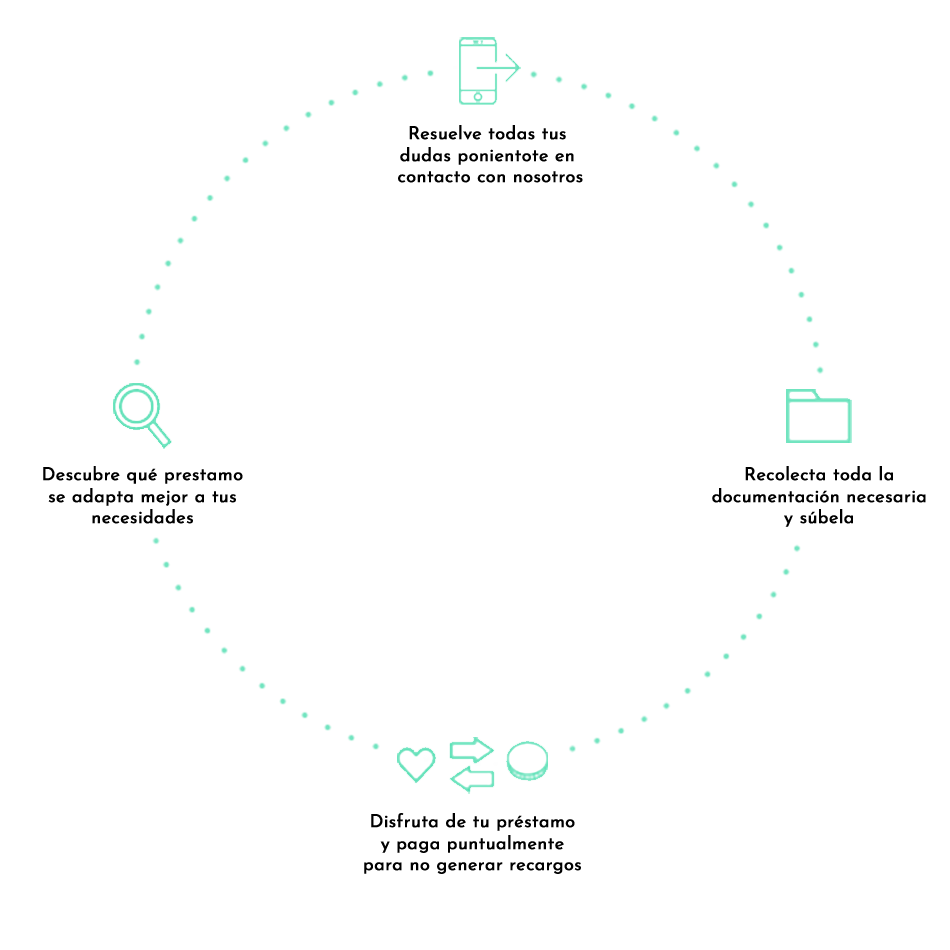 Resuelve todas tus
dudas ponientote en
contacto con nosotros
Descubre qué prestamo
se adapta mejor a tus
necesidades
Recolecta toda la
documentación necesaria
y súbela
Disfruta de tu préstamo
y paga puntualmente
para no generar recargos